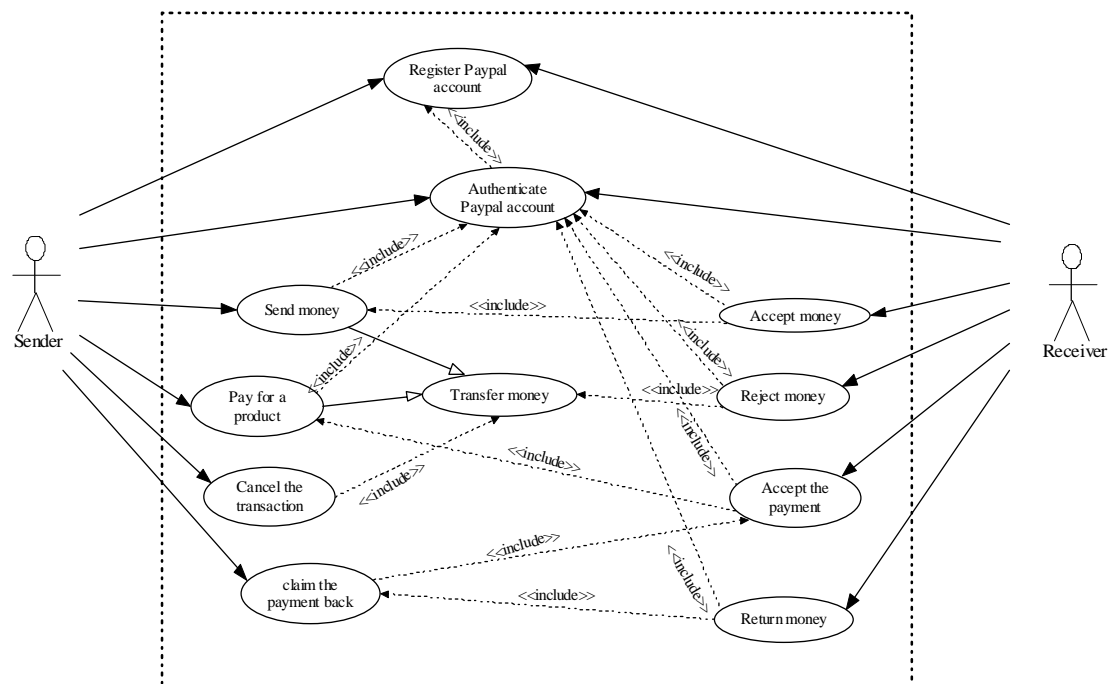 Register Paypal
account
<<include>>
Authenticate
Paypal account
<<include>>
<<include>>
Sender
Send money
<<include>>
Accept money
Receiver
<<include>>
<<include>>
Pay for a
product
Transfer money
<<include>>
Reject money
<<include>>
<<include>>
<<include>>
Cancel the
transaction
Accept the
payment
<<include>>
<<include>>
claim the
payment back
<<include>>
Return money